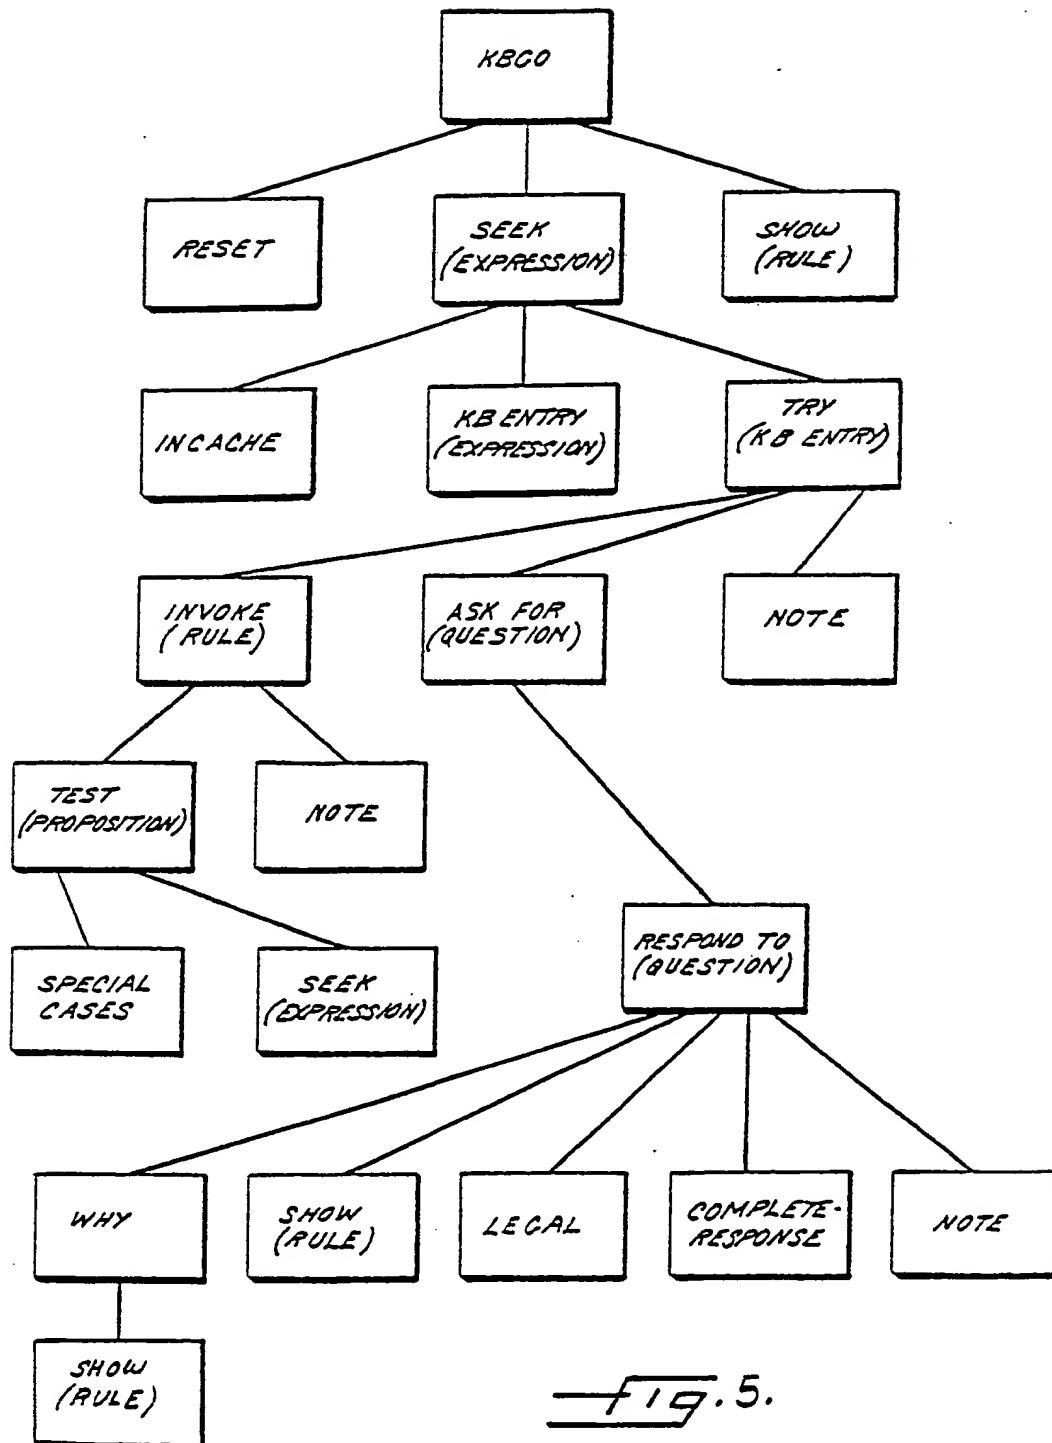 KBGO
RESET
SEEK
(EXPRESSION)
SHOW
(RULE)
INCACHE
KB ENTRY
(EXPRESSION)
TRY
(KB ENTRY)
INVOKE
(RULE)
ASK FOR
(QUESTION)
NOTE
TEST
(PROPOSITION)
NOTE
SPECIAL
CASES
SEEK
(EXPRESSION)
RESPOND TO
(QUESTION)
WHY
SHOW
(RULE)
LEGAL
COMPLETE-
RESPONSE
NOTE
SHOW
(RULE)
Fig. 5.